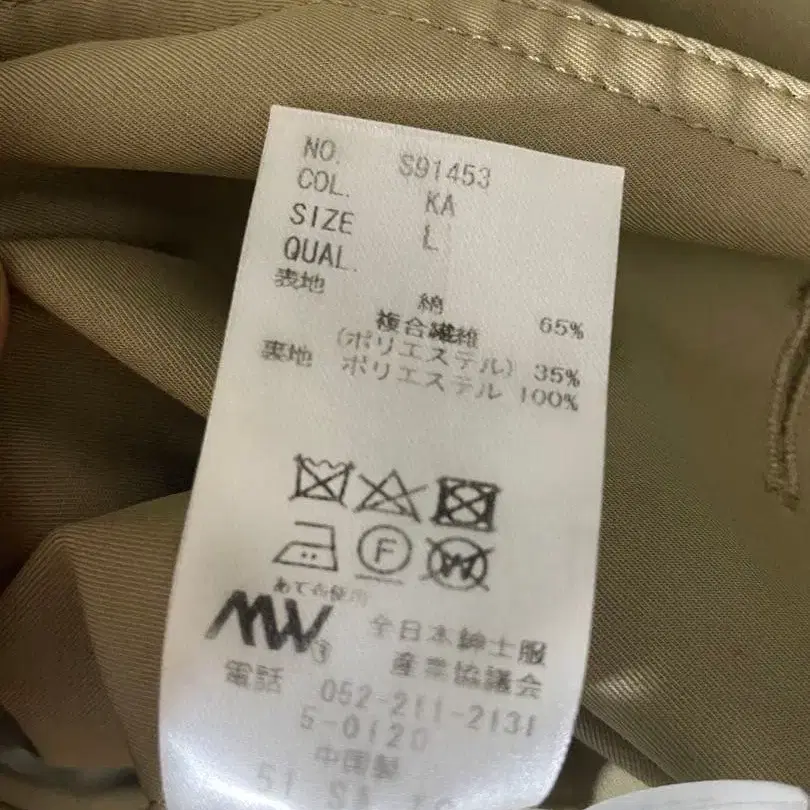 NO. S91453
COL. KA
SIZE L
QUAL.
表地 綿 65%
複合繊維
(ポリエステル) 35%
裏地 ポリエステル 100%
F
W
あて布使用
MW 全日本紳士服
産業協議会
電話 052-211-2131
5-0120
中国製
51